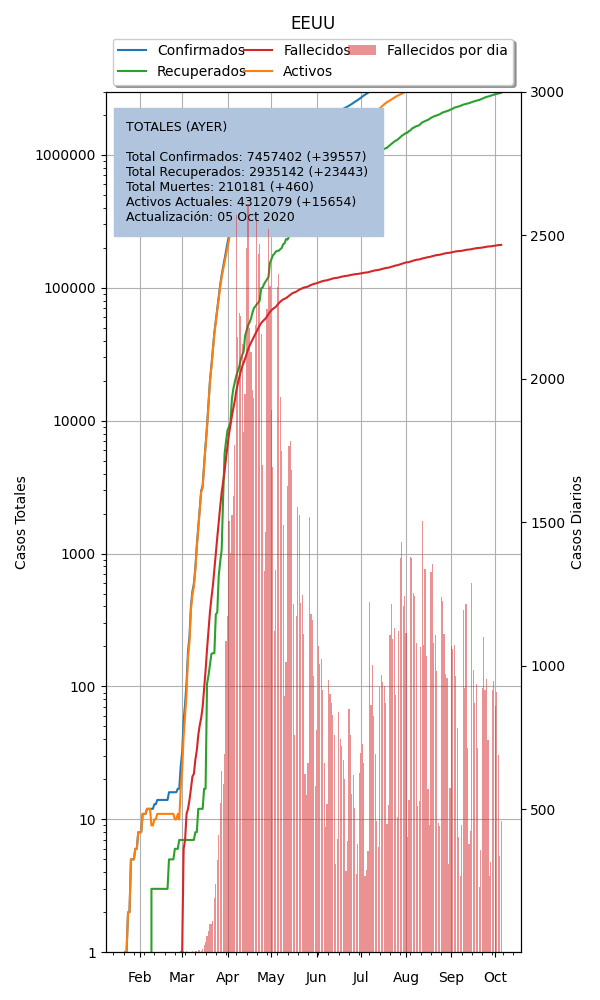 EEUU
Confirmados
Recuperados
Fallecidos
Activos
Fallecidos por dia
TOTALES (AYER)
Total Confirmados: 7457402 (+39557)
Total Recuperados: 2935142 (+23443)
Total Muertes: 210181 (+460)
Activos Actuales: 4312079 (+15654)
Actualización: 05 Oct 2020
Casos Totales
1000000
100000
10000
1000
100
10
1
3000
2500
2000
1500
1000
500
Casos Diarios
Feb Mar Apr May Jun Jul Aug Sep Oct